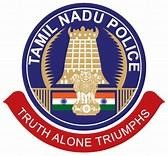 TAMIL NADU POLICE
TRUTH ALONE TRIUMPHS